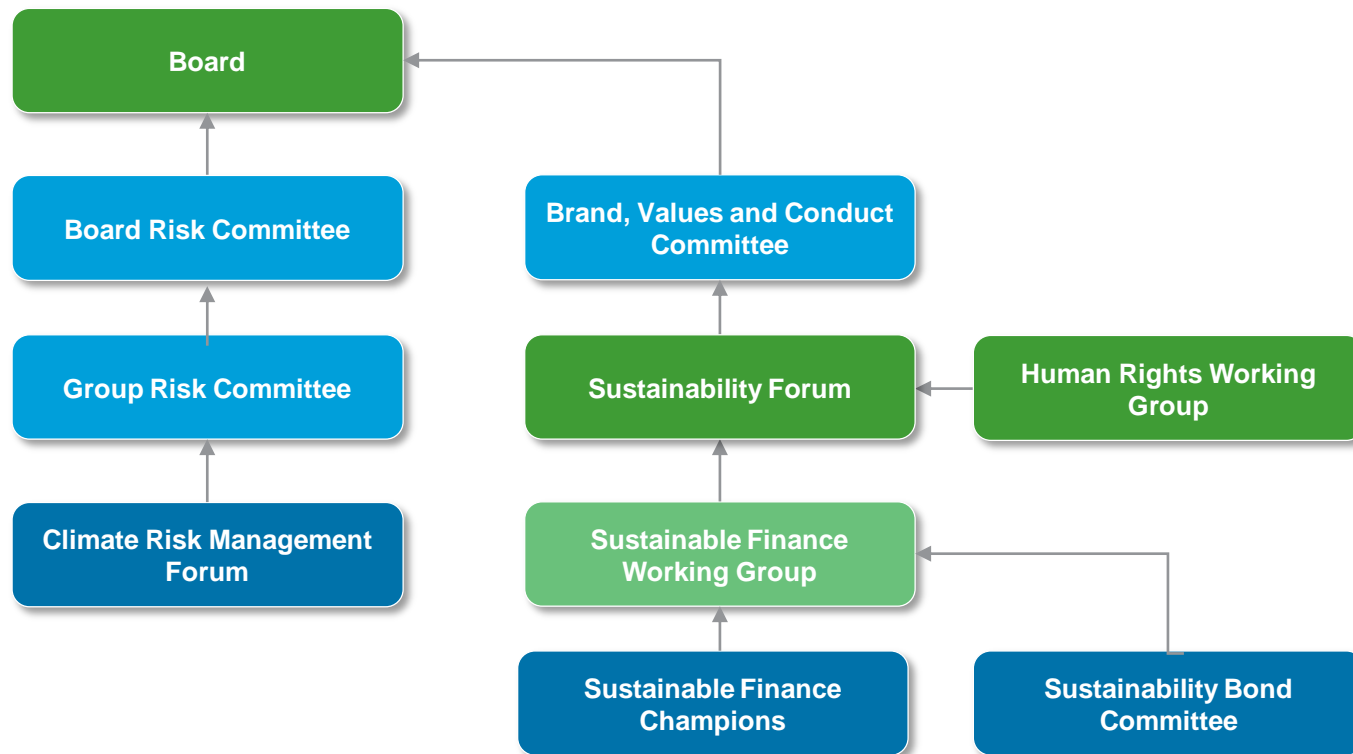 Board
Board Risk Committee
Brand, Values and Conduct
Committee
Group Risk Committee
Sustainability Forum
Human Rights Working
Group
Climate Risk Management
Forum
Sustainable Finance
Working Group
Sustainable Finance
Champions
Sustainability Bond
Committee